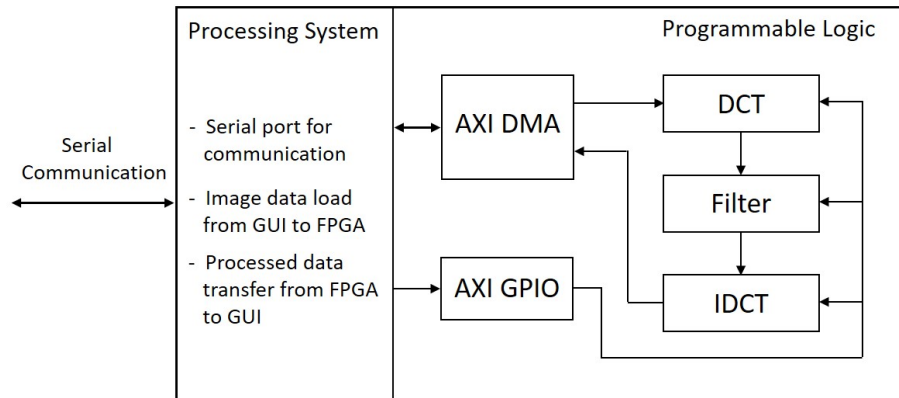 Processing System
Programmable Logic
Serial
Communication
- Serial port for
communication
- Image data load
from GUI to FPGA
- Processed data
transfer from FPGA
to GUI
AXI DMA
AXI GPIO
DCT
Filter
IDCT